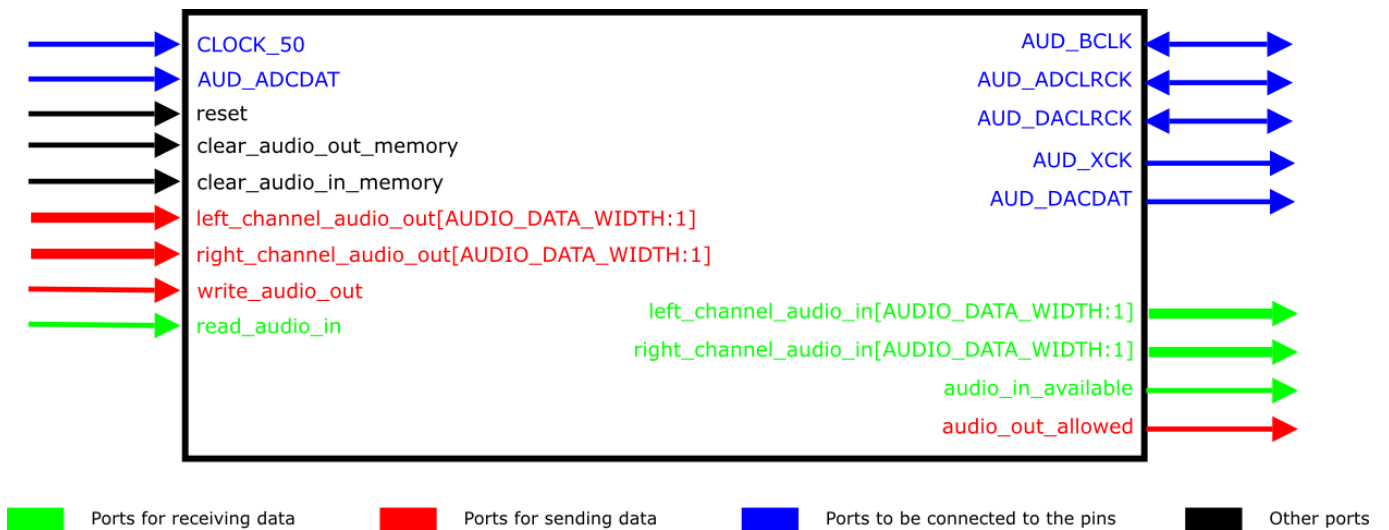 CLOCK_50
AUD_ADCDAT
reset
clear_audio_out_memory
clear_audio_in_memory
left_channel_audio_out[AUDIO_DATA_WIDTH:1]
right_channel_audio_out[AUDIO_DATA_WIDTH:1]
write_audio_out
read_audio_in
AUD_BCLK
AUD_ADCLRCK
AUD_DACLRCK
AUD_XCK
AUD_DACDAT
left_channel_audio_in[AUDIO_DATA_WIDTH:1]
right_channel_audio_in[AUDIO_DATA_WIDTH:1]
audio_in_available
audio_out_allowed
Ports for receiving data
Ports for sending data
Ports to be connected to the pins
Other ports